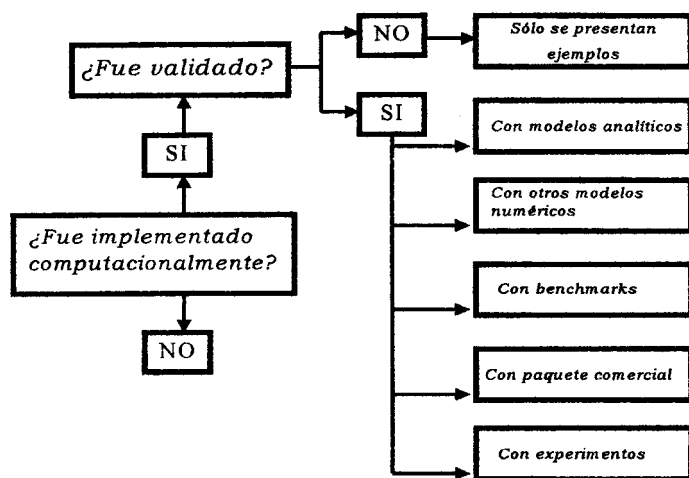 ¿Fue validado?
NO
Sólo se presentan
ejemplos
SI
Con modelos analíticos
SI
Con otros modelos
numéricos
¿Fue implementado
computacionalmente?
Con benchmarks
NO
Con paquete comercial
Con experimentos